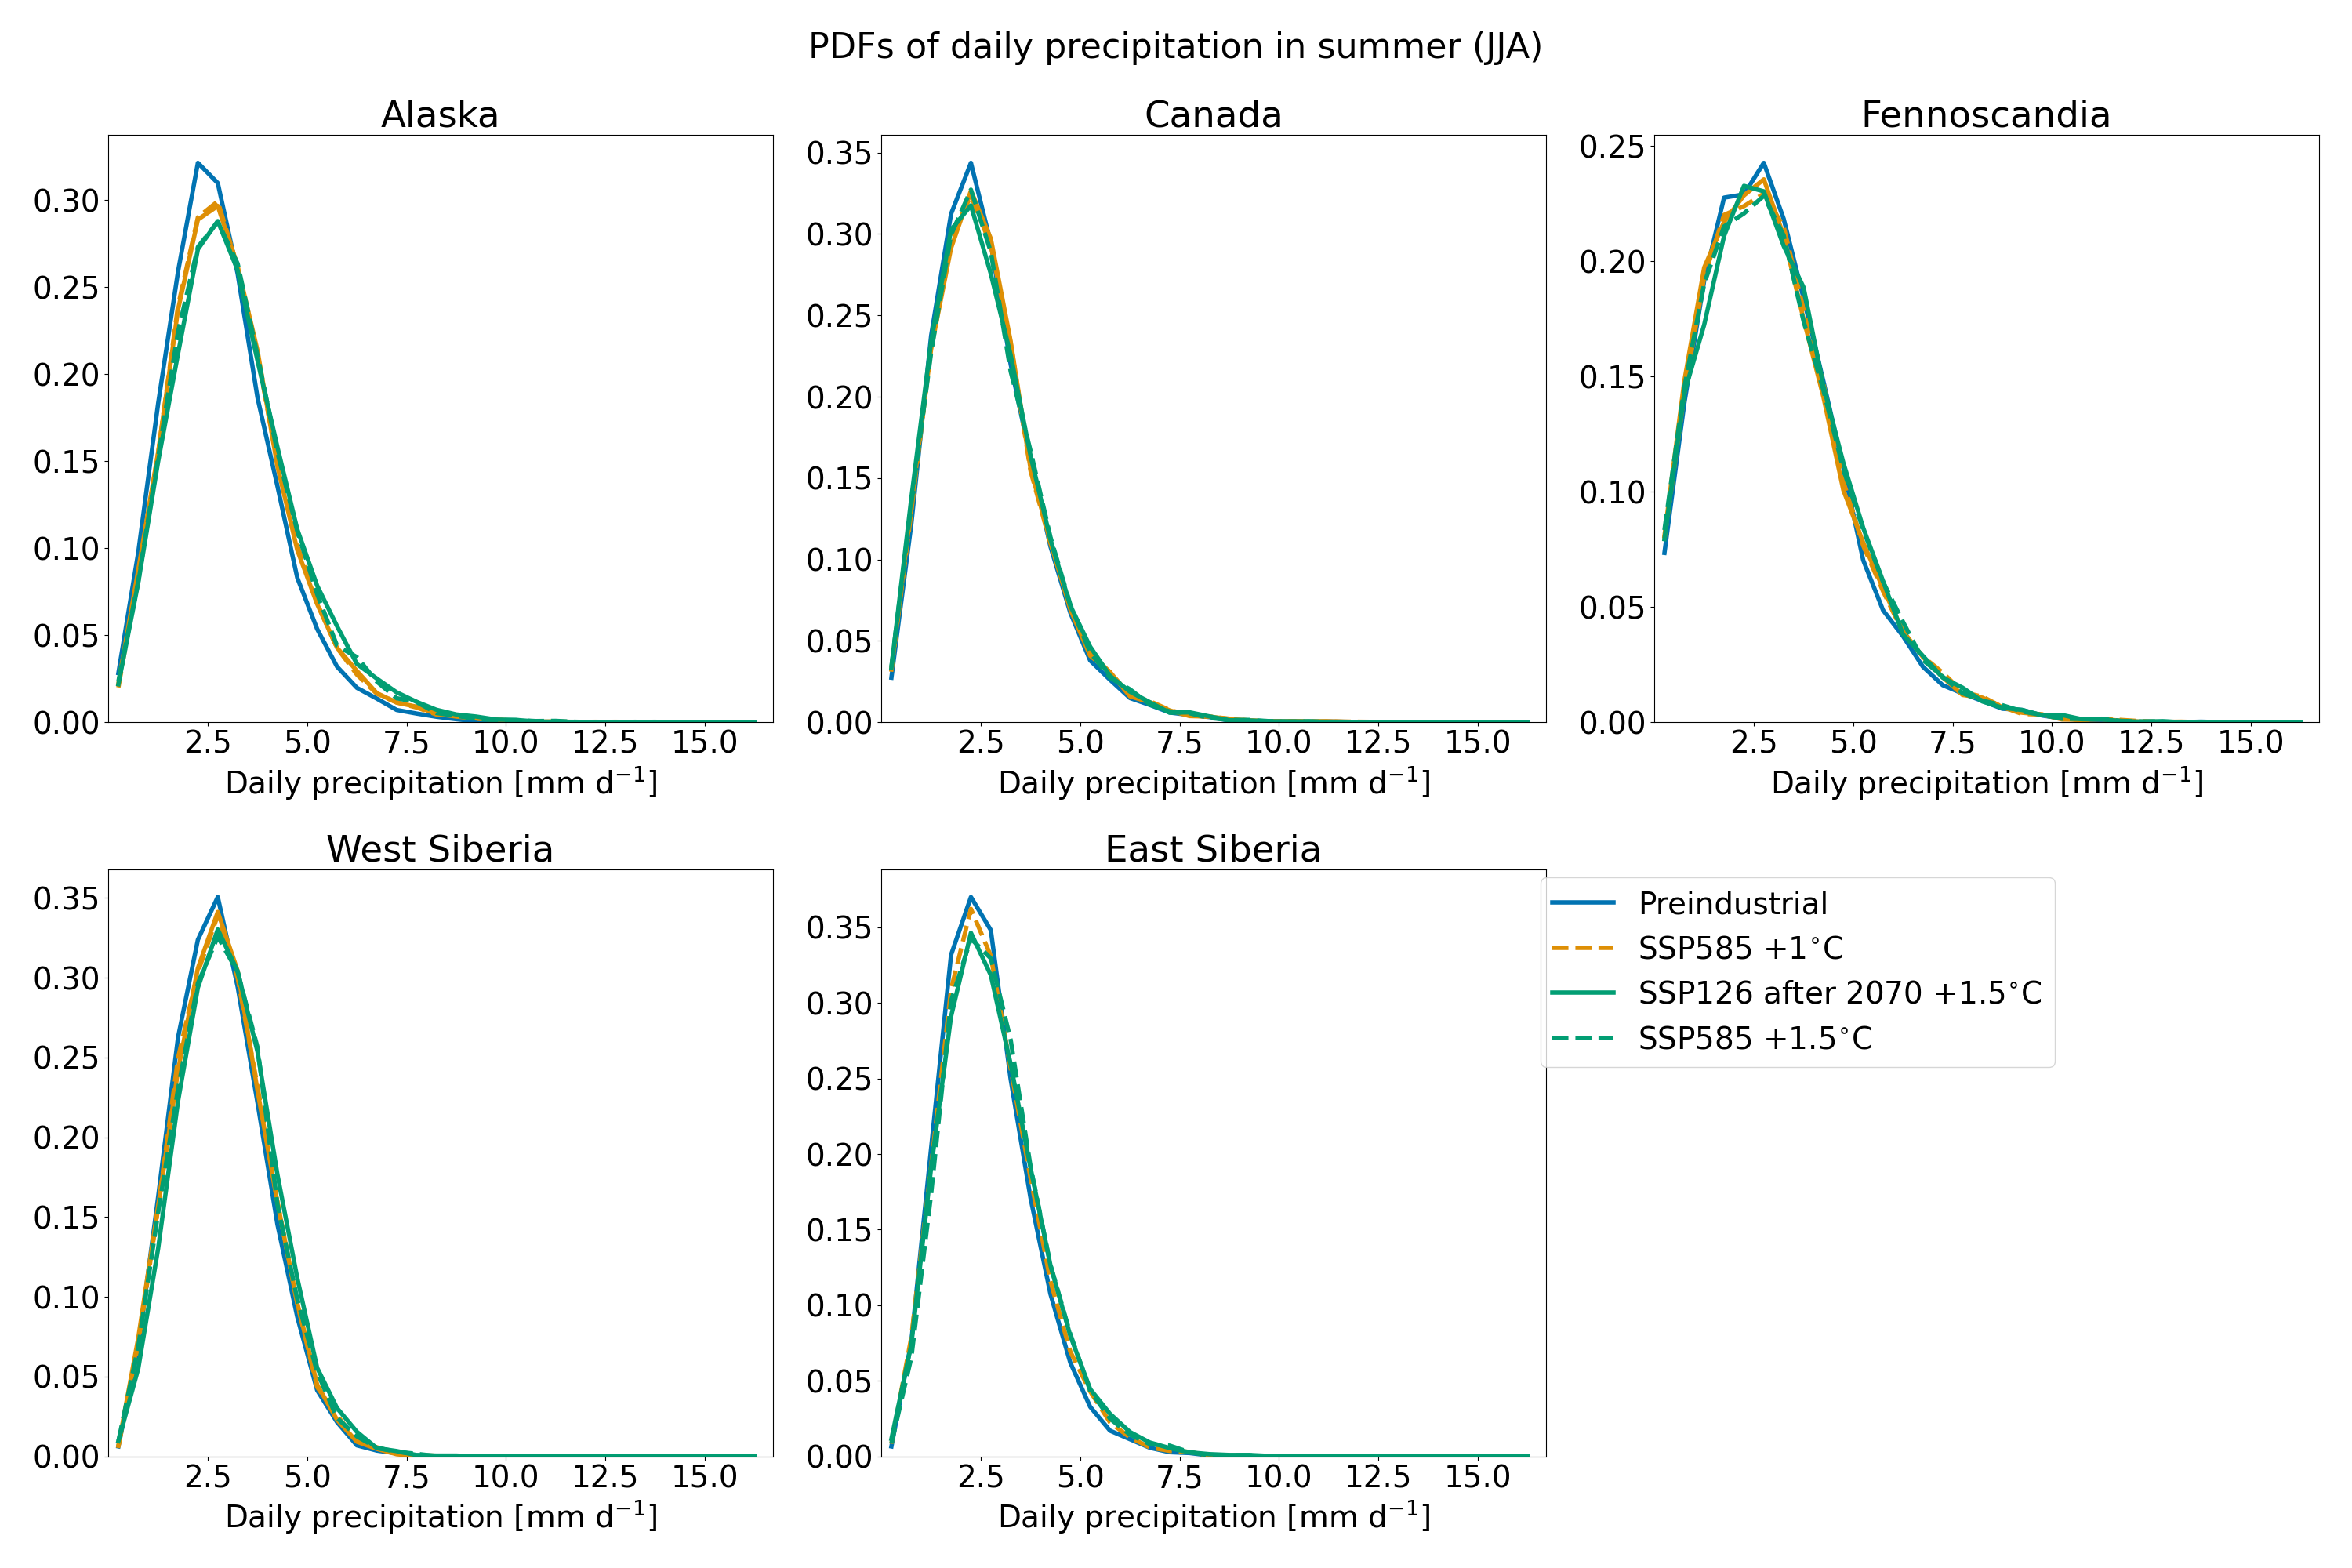 PDFs of daily precipitation in summer (JJA)
Alaska
0.30
0.25
0.20
0.15
0.10
0.05
0.00
2.5 5.0 7.5 10.0 12.5 15.0
Daily precipitation [mm d⁻¹]
Canada
0.35
0.30
0.25
0.20
0.15
0.10
0.05
0.00
2.5 5.0 7.5 10.0 12.5 15.0
Daily precipitation [mm d⁻¹]
Fennoscandia
0.25
0.20
0.15
0.10
0.05
0.00
2.5 5.0 7.5 10.0 12.5 15.0
Daily precipitation [mm d⁻¹]
West Siberia
0.35
0.30
0.25
0.20
0.15
0.10
0.05
0.00
2.5 5.0 7.5 10.0 12.5 15.0
Daily precipitation [mm d⁻¹]
East Siberia
0.35
0.30
0.25
0.20
0.15
0.10
0.05
0.00
2.5 5.0 7.5 10.0 12.5 15.0
Daily precipitation [mm d⁻¹]
Preindustrial
SSP585 +1°C
SSP126 after 2070 +1.5°C
SSP585 +1.5°C